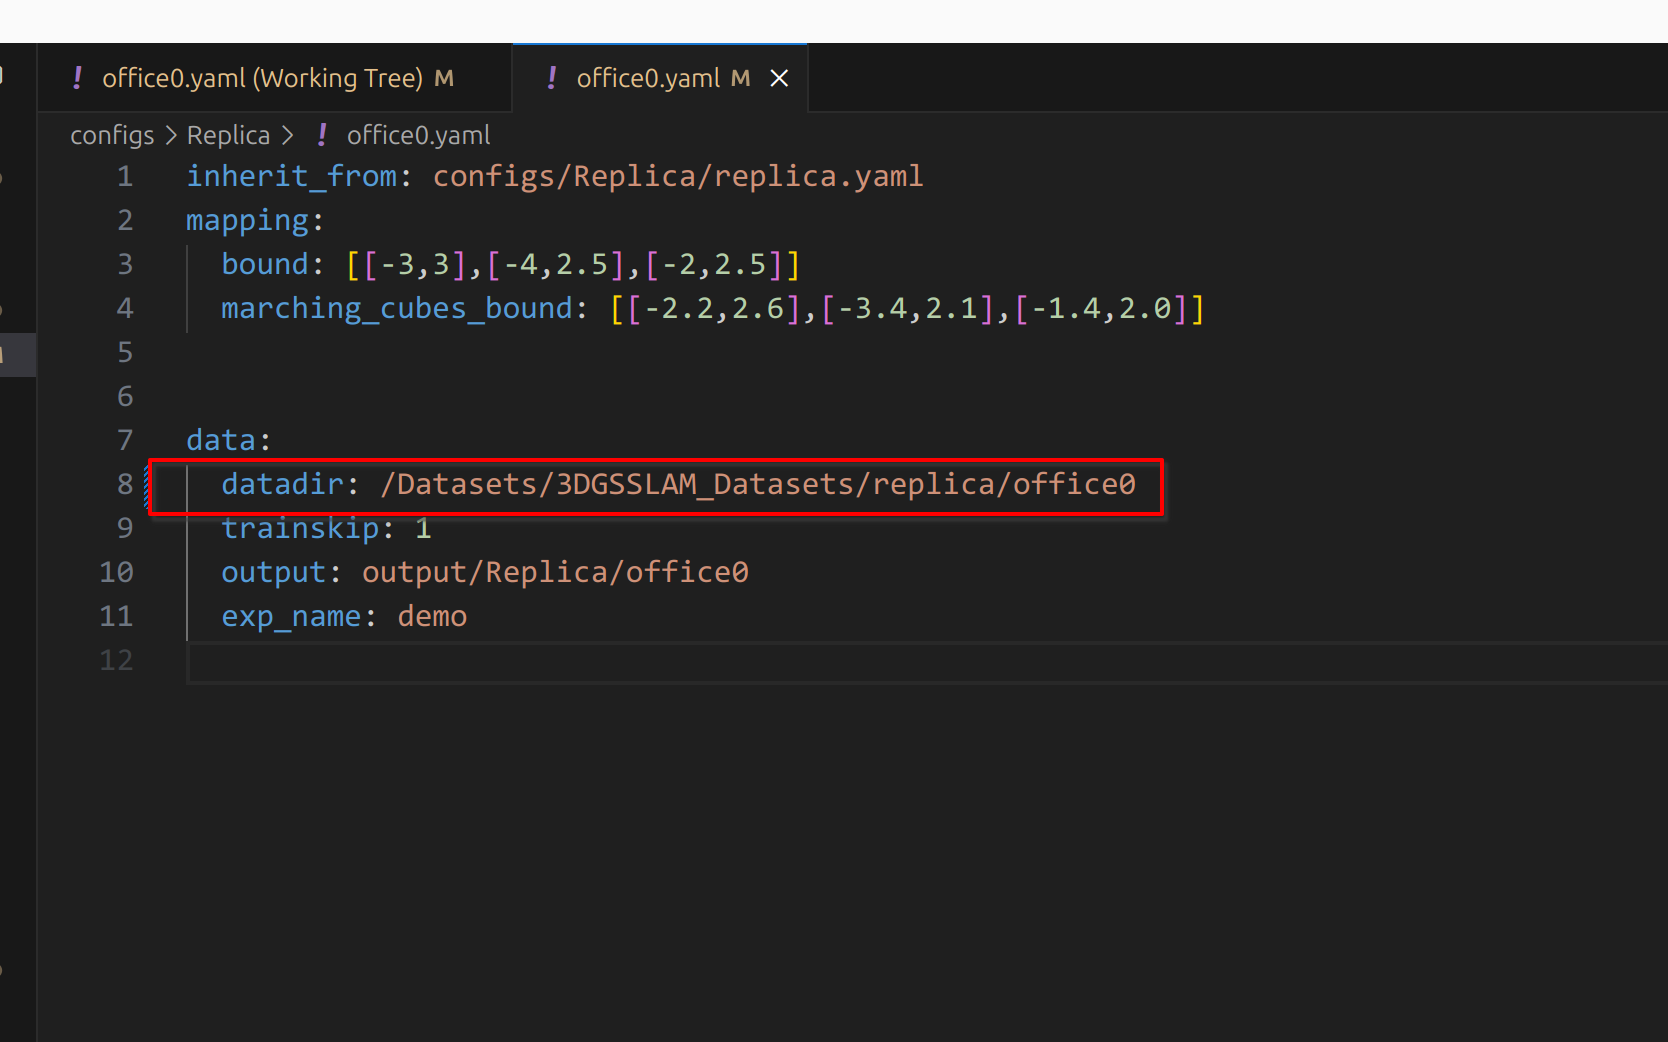 office0.yaml (Working Tree) M
office0.yaml M
configs > Replica > ! office0.yaml
1 inherit_from: configs/Replica/replica.yaml
2 mapping:
3 bound: [[-3,3],[-4,2.5],[-2,2.5]]
4 marching_cubes_bound: [[-2.2,2.6],[-3.4,2.1],[-1.4,2.0]]
5
6
7 data:
8 datadir: /Datasets/3DGSSLAM_Datasets/replica/office0
9 trainskip: 1
10 output: output/Replica/office0
11 exp_name: demo
12